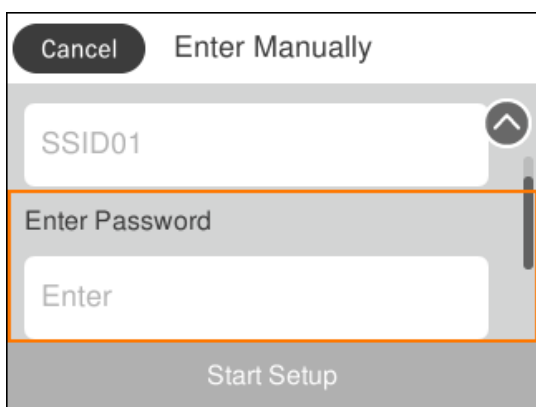 Cancel Enter Manually
SSID01
Enter Password
Enter
Start Setup